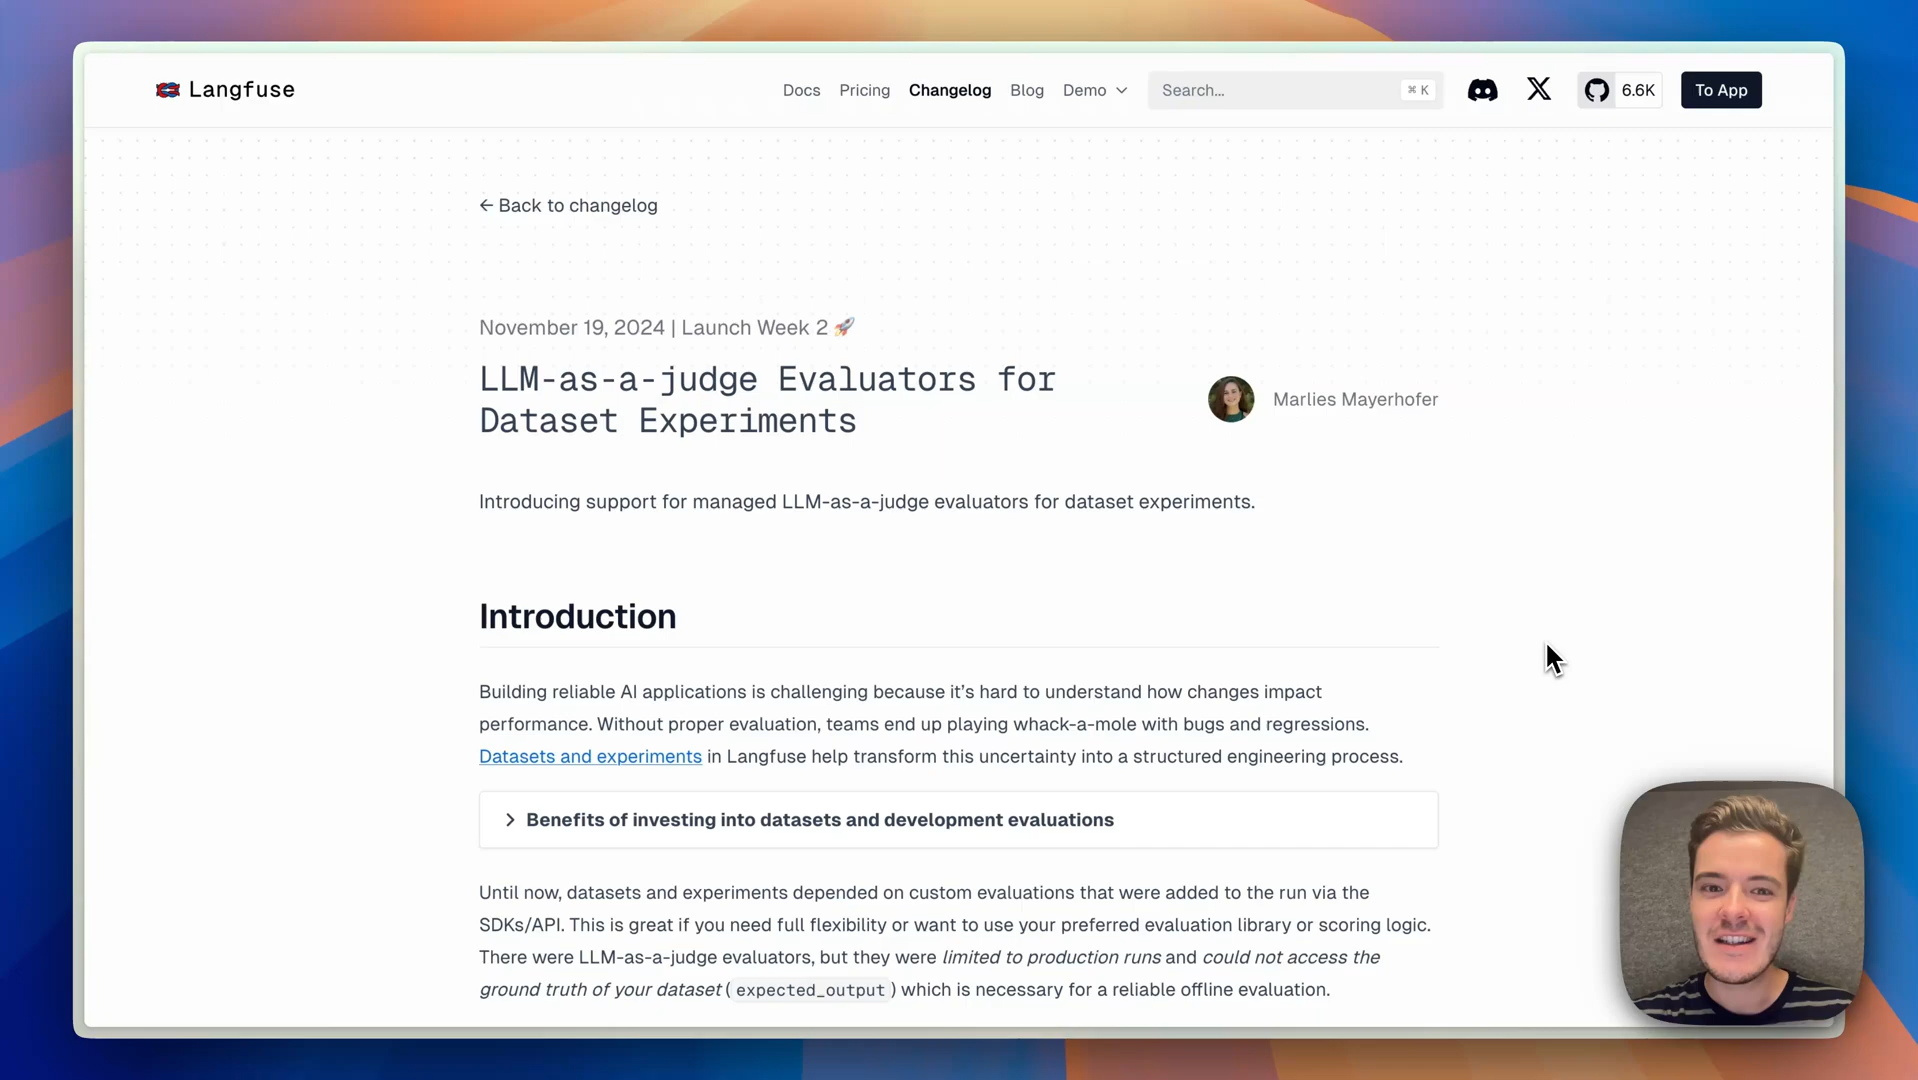 Langfuse
Docs Pricing Changelog Blog Demo Search... ⌘ K 6.6K To App
← Back to changelog
November 19, 2024 | Launch Week 2 🚀
LLM-as-a-judge Evaluators for
Dataset Experiments
Marlies Mayerhofer
Introducing support for managed LLM-as-a-judge evaluators for dataset experiments.
Introduction
Building reliable AI applications is challenging because it's hard to understand how changes impact
performance. Without proper evaluation, teams end up playing whack-a-mole with bugs and regressions.
Datasets and experiments in Langfuse help transform this uncertainty into a structured engineering process.
Benefits of investing into datasets and development evaluations
Until now, datasets and experiments depended on custom evaluations that were added to the run via the
SDKs/API. This is great if you need full flexibility or want to use your preferred evaluation library or scoring logic.
There were LLM-as-a-judge evaluators, but they were limited to production runs and could not access the
ground truth of your dataset (expected_output) which is necessary for a reliable offline evaluation.